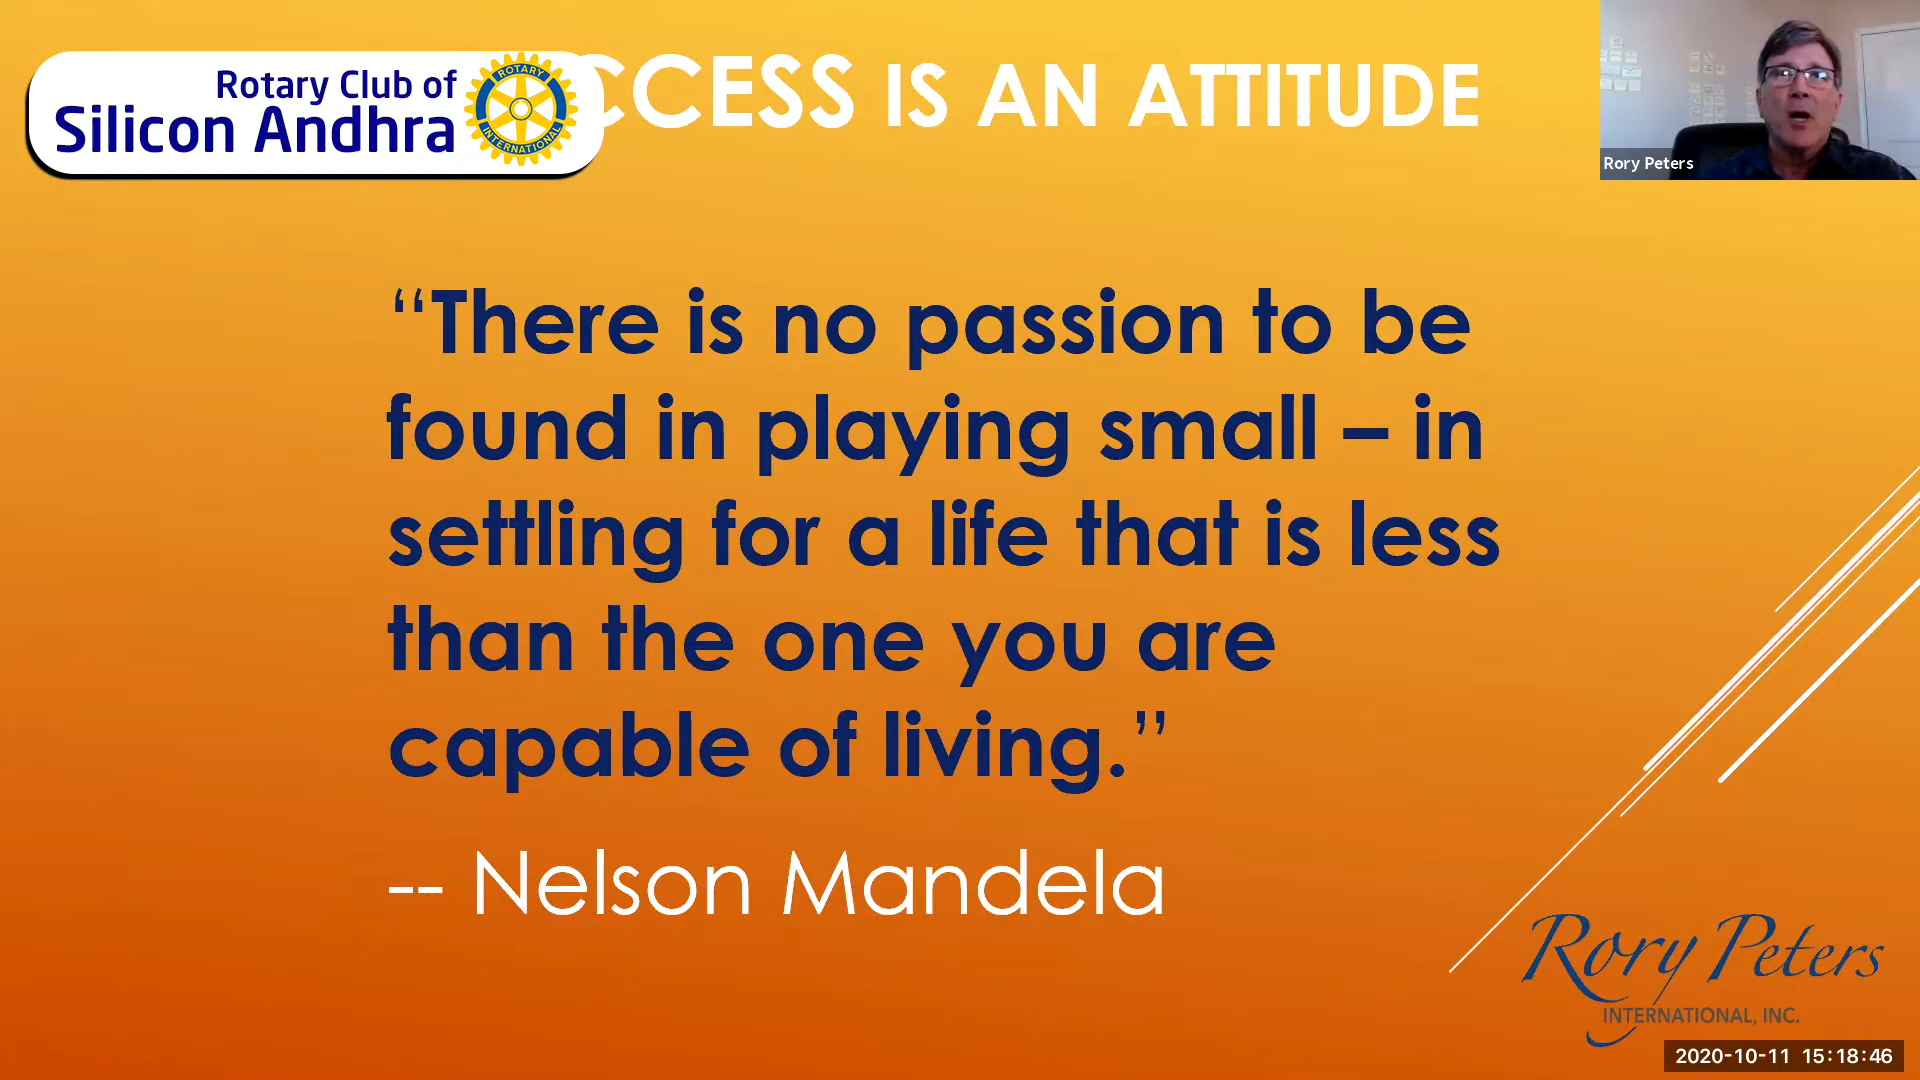 Rotary Club of
Silicon Andhra
ROTARY
INTERNATIONAL
CCESS IS AN ATTITUDE
Rory Peters
“There is no passion to be
found in playing small – in
settling for a life that is less
than the one you are
capable of living.”
-- Nelson Mandela
Rory Peters
INTERNATIONAL, INC.
2020-10-11 15:18:46